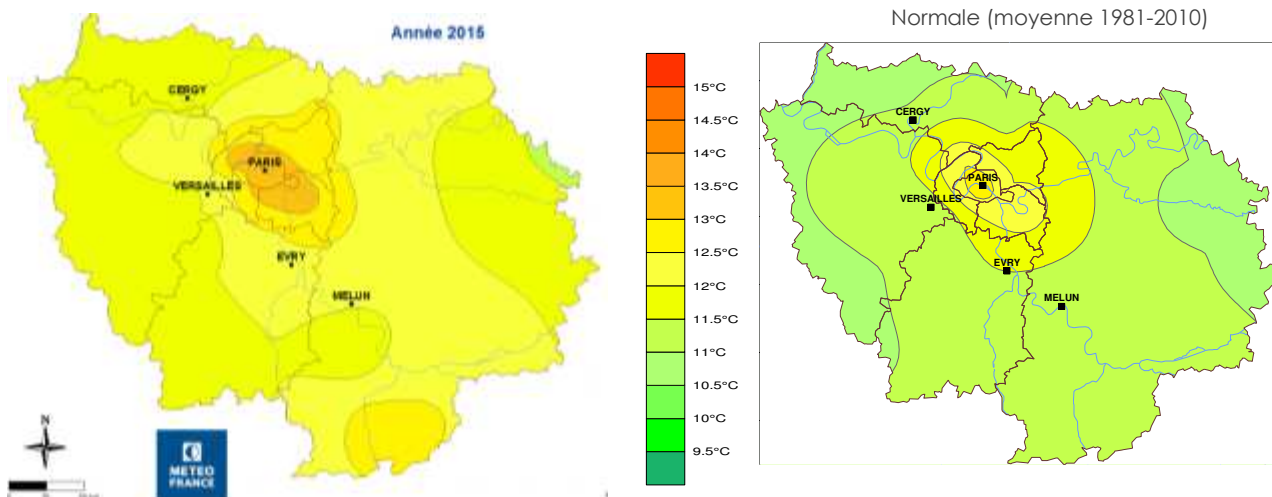 Année 2015
CERGY
PARIS
VERSAILLES
EVRY
MELUN
N
METEO
FRANCE
0
15°C
14.5°C
14°C
13.5°C
13°C
12.5°C
12°C
11.5°C
11°C
10.5°C
10°C
9.5°C
Normale (moyenne 1981-2010)
CERGY
PARIS
VERSAILLES
EVRY
MELUN